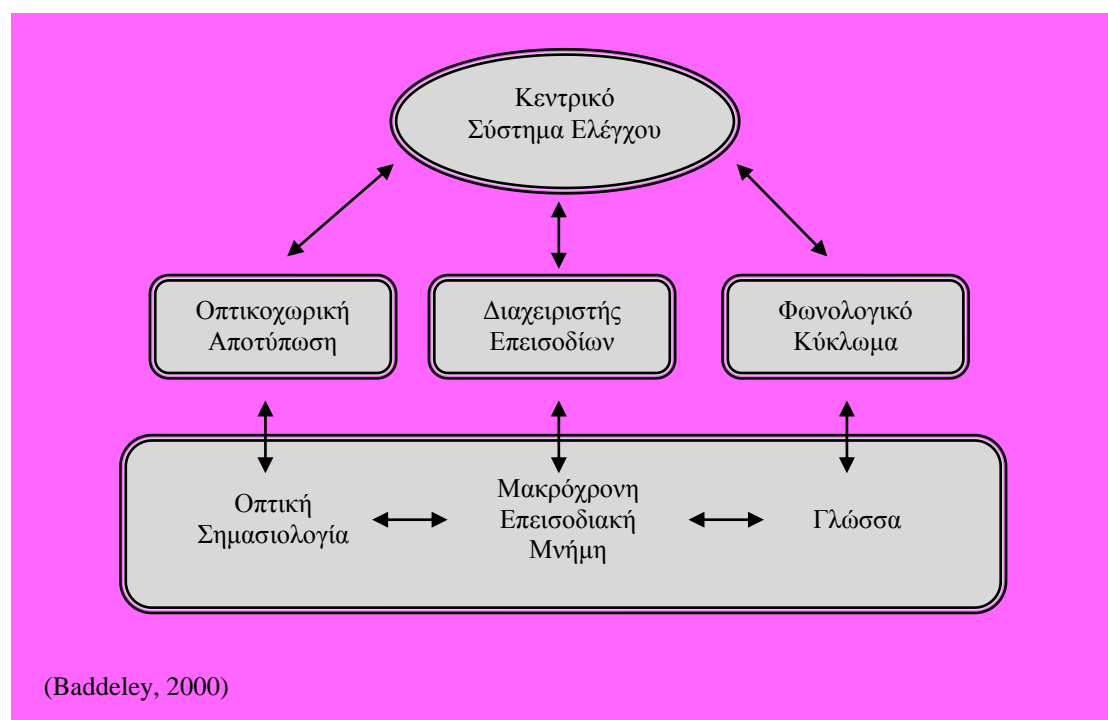 Κεντρικό
Σύστημα Ελέγχου
Οπτικοχωρική
Αποτύπωση
Διαχειριστής
Επεισοδίων
Φωνολογικό
Κύκλωμα
Οπτική
Σημασιολογία
Μακρόχρονη
Επεισοδιακή
Μνήμη
Γλώσσα
(Baddeley, 2000)